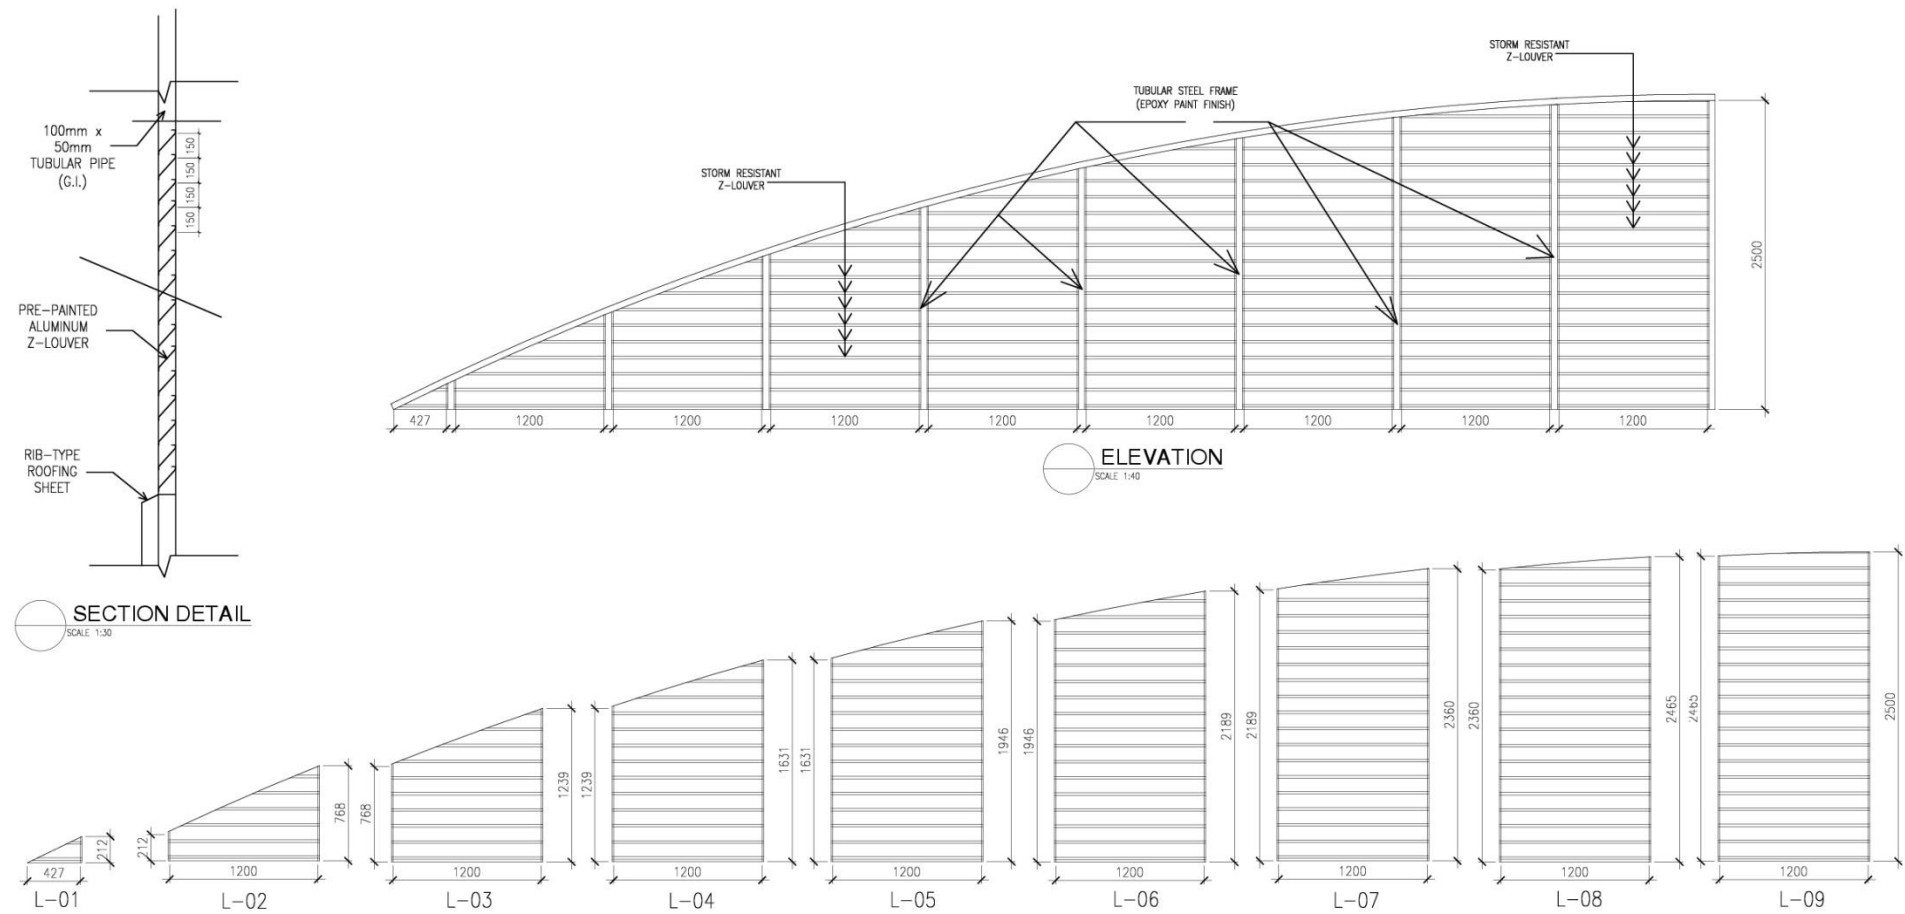 100mm x
50mm
TUBULAR PIPE
(G.I.)
150
150
150
150
PRE-PAINTED
ALUMINUM
Z-LOUVER
RIB-TYPE
ROOFING
SHEET
SECTION DETAIL
SCALE 1:30
STORM RESISTANT
Z-LOUVER
TUBULAR STEEL FRAME
(EPOXY PAINT FINISH)
STORM RESISTANT
Z-LOUVER
2500
427
1200
1200
1200
1200
1200
1200
1200
1200
ELEVATION
SCALE 1:40
212
427
L-01
212
768
1200
L-02
768
1239
1200
L-03
1239
1631
1200
L-04
1631
1946
1200
L-05
1946
2189
1200
L-06
2189
2360
1200
L-07
2360
2465
1200
L-08
2465
2500
1200
L-09